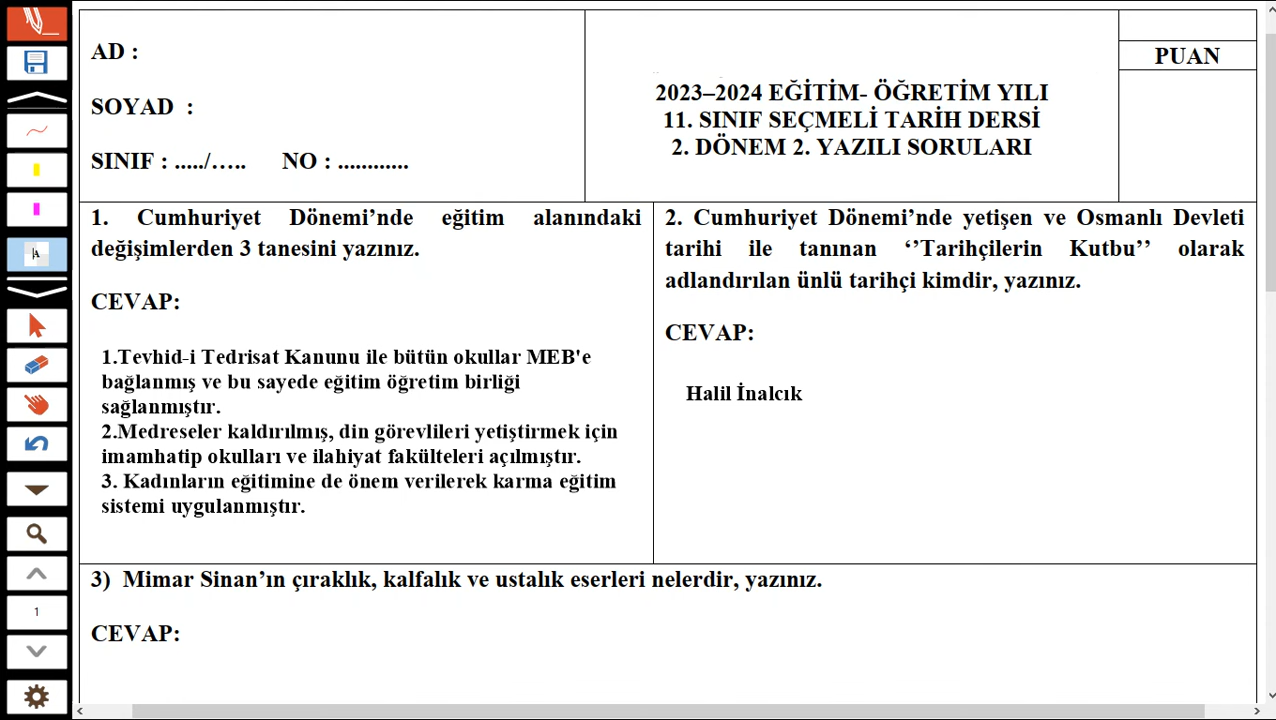 AD :
SOYAD :
SINIF : ...../….. NO : ............
2023–2024 EĞİTİM- ÖĞRETİM YILI
11. SINIF SEÇMELİ TARİH DERSİ
2. DÖNEM 2. YAZILI SORULARI
PUAN
1. Cumhuriyet Dönemi’nde eğitim alanındaki
değişimlerden 3 tanesini yazınız.
CEVAP:
1.Tevhid-i Tedrisat Kanunu ile bütün okullar MEB'e
bağlanmış ve bu sayede eğitim öğretim birliği
sağlanmıştır.
2.Medreseler kaldırılmış, din görevlileri yetiştirmek için
imamhatip okulları ve ilahiyat fakülteleri açılmıştır.
3. Kadınların eğitimine de önem verilerek karma eğitim
sistemi uygulanmıştır.
2. Cumhuriyet Dönemi’nde yetişen ve Osmanlı Devleti
tarihi ile tanınan ‘’Tarihçilerin Kutbu’’ olarak
adlandırılan ünlü tarihçi kimdir, yazınız.
CEVAP:
Halil İnalcık
3) Mimar Sinan’ın çıraklık, kalfalık ve ustalık eserleri nelerdir, yazınız.
CEVAP:
A
1